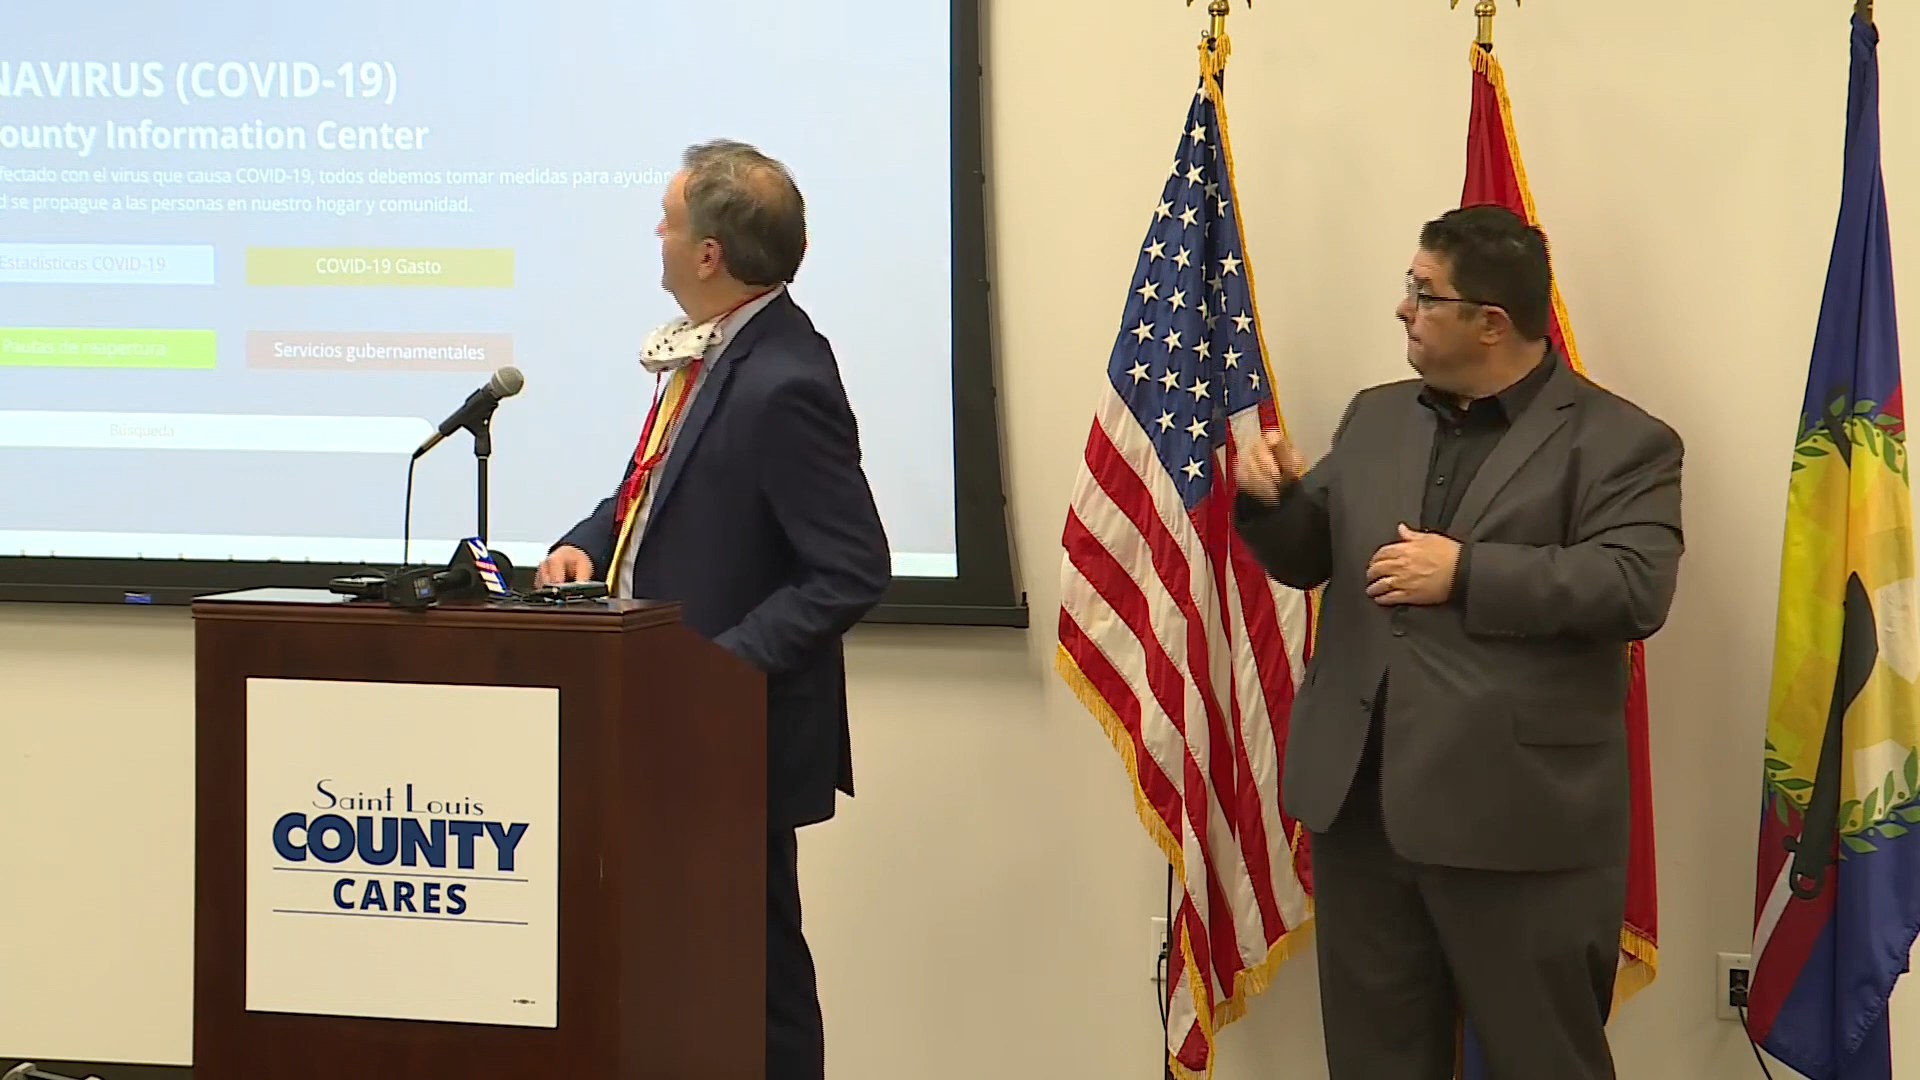 NAVIRUS (COVID-19)
ounty Information Center
fectado con el virus que causa COVID-19, todos debemos tomar medidas para ayudar
d se propague a las personas en nuestro hogar y comunidad.
Estadísticas COVID-19
COVID-19 Gasto
Pautas de reapertura
Servicios gubernamentales
Búsqueda
2
Saint Louis
COUNTY
CARES